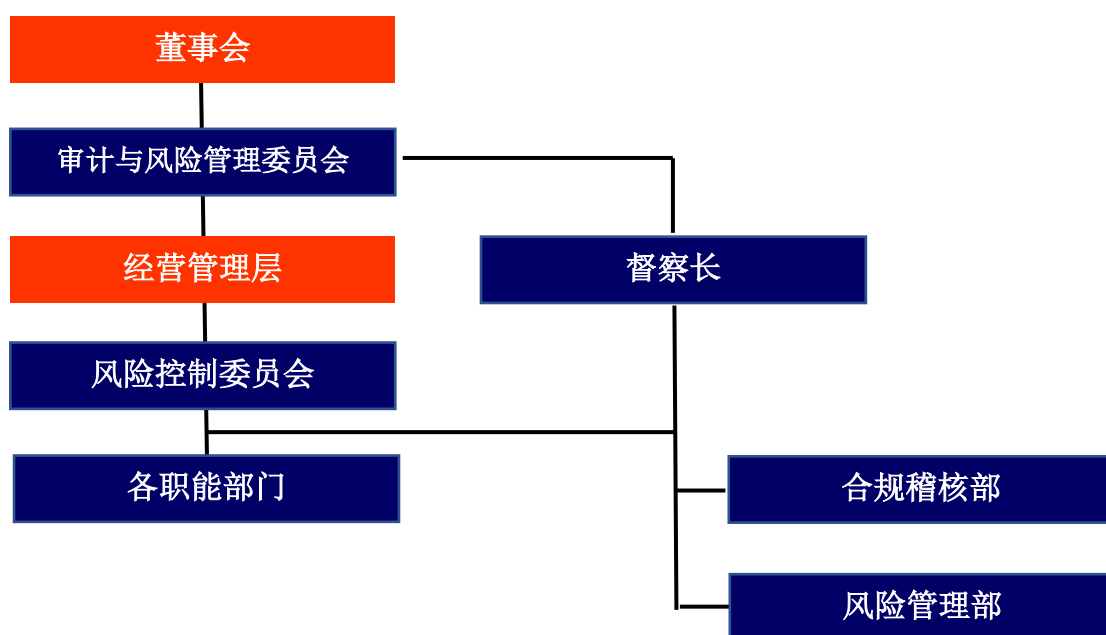 董事会
审计与风险管理委员会
经营管理层
督察长
风险控制委员会
各职能部门
合规稽核部
风险管理部